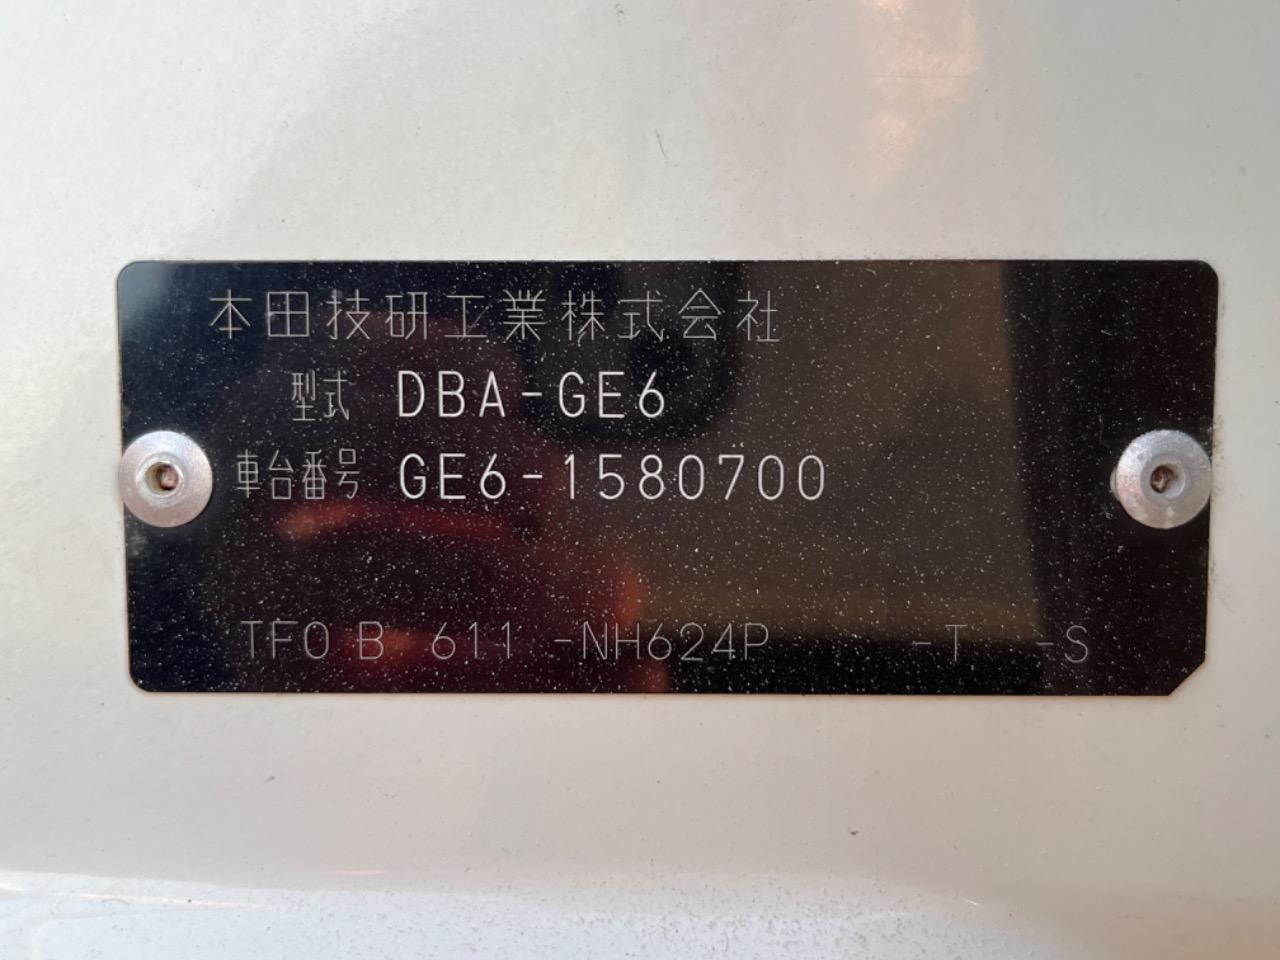 本田技研工業株式会社
型式 DBA-GE6
車台番号 GE6-1580700
TF0 B 611 -NH624P -T -S